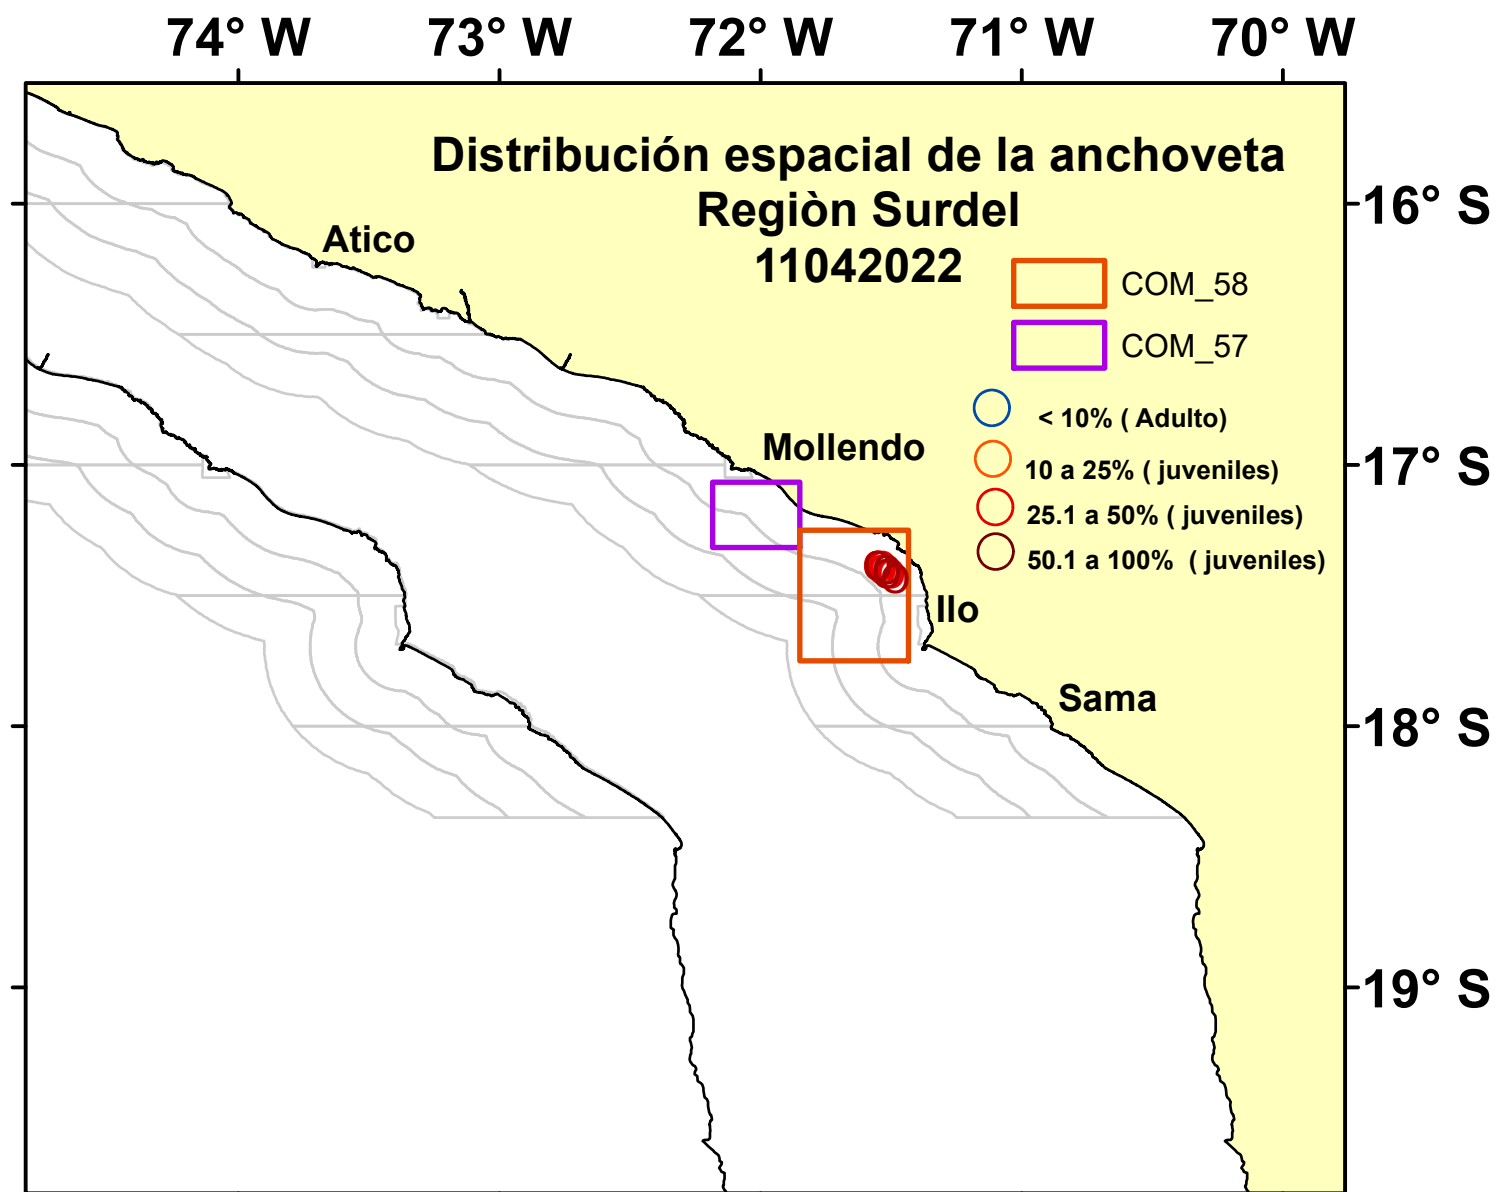 74° W 73° W 72° W 71° W 70° W
Distribución espacial de la anchoveta
Regiòn Surdel
11042022
16° S
Atico
COM_58
COM_57
< 10% ( Adulto)
Mollendo
10 a 25% ( juveniles)
17° S
25.1 a 50% ( juveniles)
50.1 a 100% ( juveniles)
Ilo
Sama
18° S
19° S